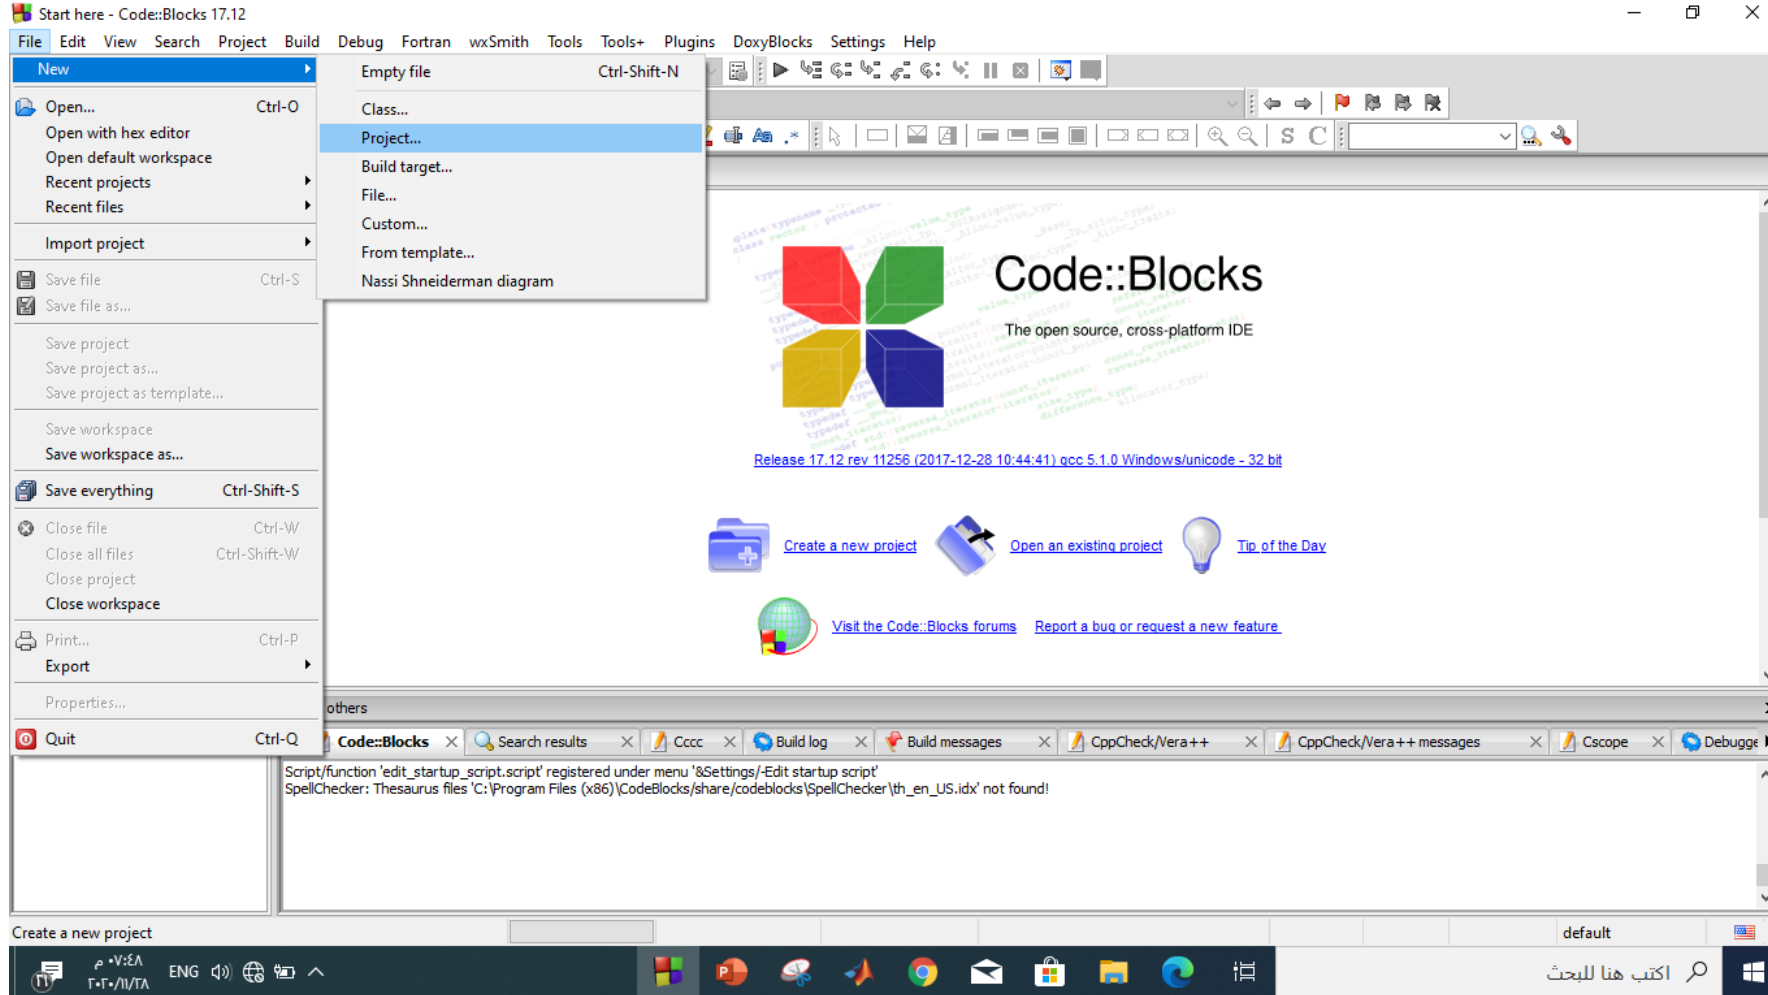 Start here - Code::Blocks 17.12
File Edit View Search Project Build Debug Fortran wxSmith Tools Tools+ Plugins DoxyBlocks Settings Help
New
Open... Ctrl-O
Open with hex editor
Open default workspace
Recent projects
Recent files
Import project
Save file Ctrl-S
Save file as...
Save project
Save project as...
Save project as template...
Save workspace
Save workspace as...
Save everything Ctrl-Shift-S
Close file Ctrl-W
Close all files Ctrl-Shift-W
Close project
Close workspace
Print... Ctrl-P
Export
Properties...
Quit Ctrl-Q
Empty file Ctrl-Shift-N
Class...
Project...
Build target...
File...
Custom...
From template...
Nassi Shneiderman diagram
S C
Code::Blocks
The open source, cross-platform IDE
Release 17.12 rev 11256 (2017-12-28 10:44:41) gcc 5.1.0 Windows/unicode - 32 bit
Create a new project
Open an existing project
Tip of the Day
Visit the Code::Blocks forums
Report a bug or request a new feature
others
Code::Blocks
Search results
Cccc
Build log
Build messages
CppCheck/Vera++
CppCheck/Vera++ messages
Cscope
Debugge
Script/function 'edit_startup_script.script' registered under menu '&Settings/-Edit startup script'
SpellChecker: Thesaurus files 'C:\Program Files (x86)\CodeBlocks/share/codeblocks\SpellChecker\th_en_US.idx' not found!
Create a new project
default
٠٧:٤٨ م
٢٠٢٠/١١/٢٨
ENG
اكتب هنا للبحث